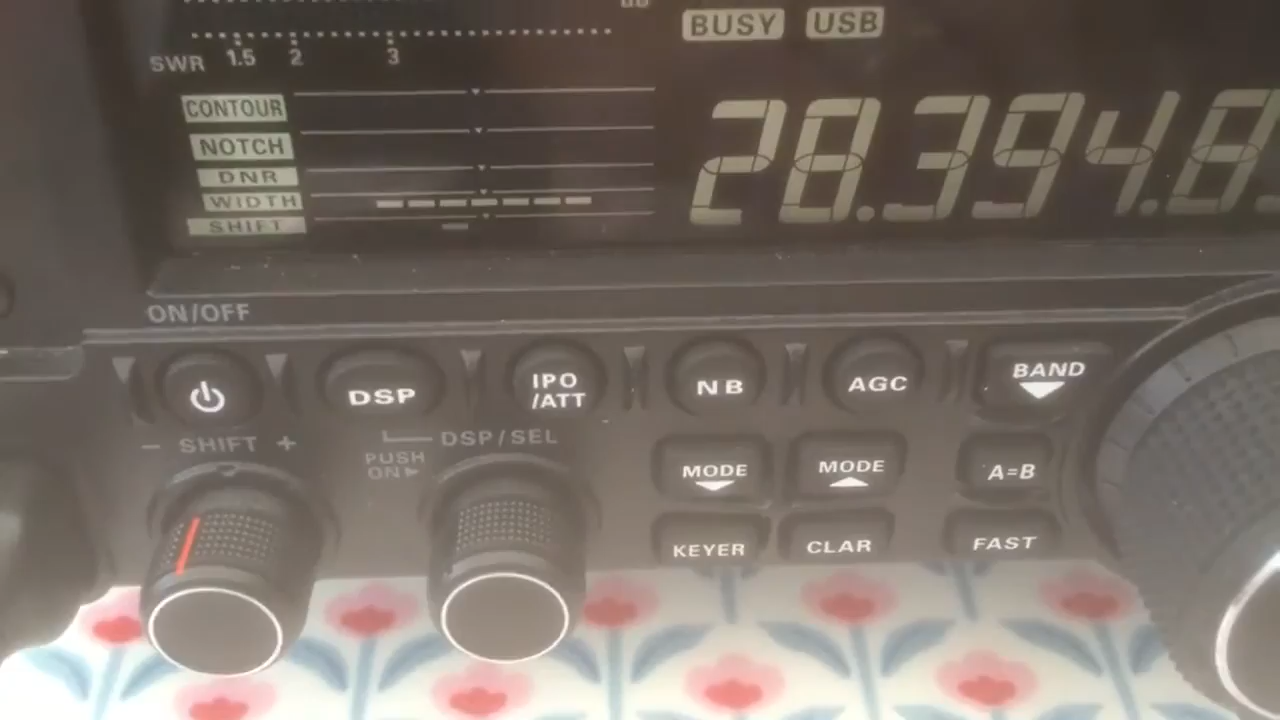 dB
BUSY USB
SWR 1.5 2 3
CONTOUR
NOTCH
DNR
WIDTH
SHIFT
28.394.8
ON/OFF
DSP
IPO
/ATT
NB
AGC
BAND
− SHIFT +
DSP/SEL
PUSH
ON
MODE
MODE
A=B
KEYER
CLAR
FAST